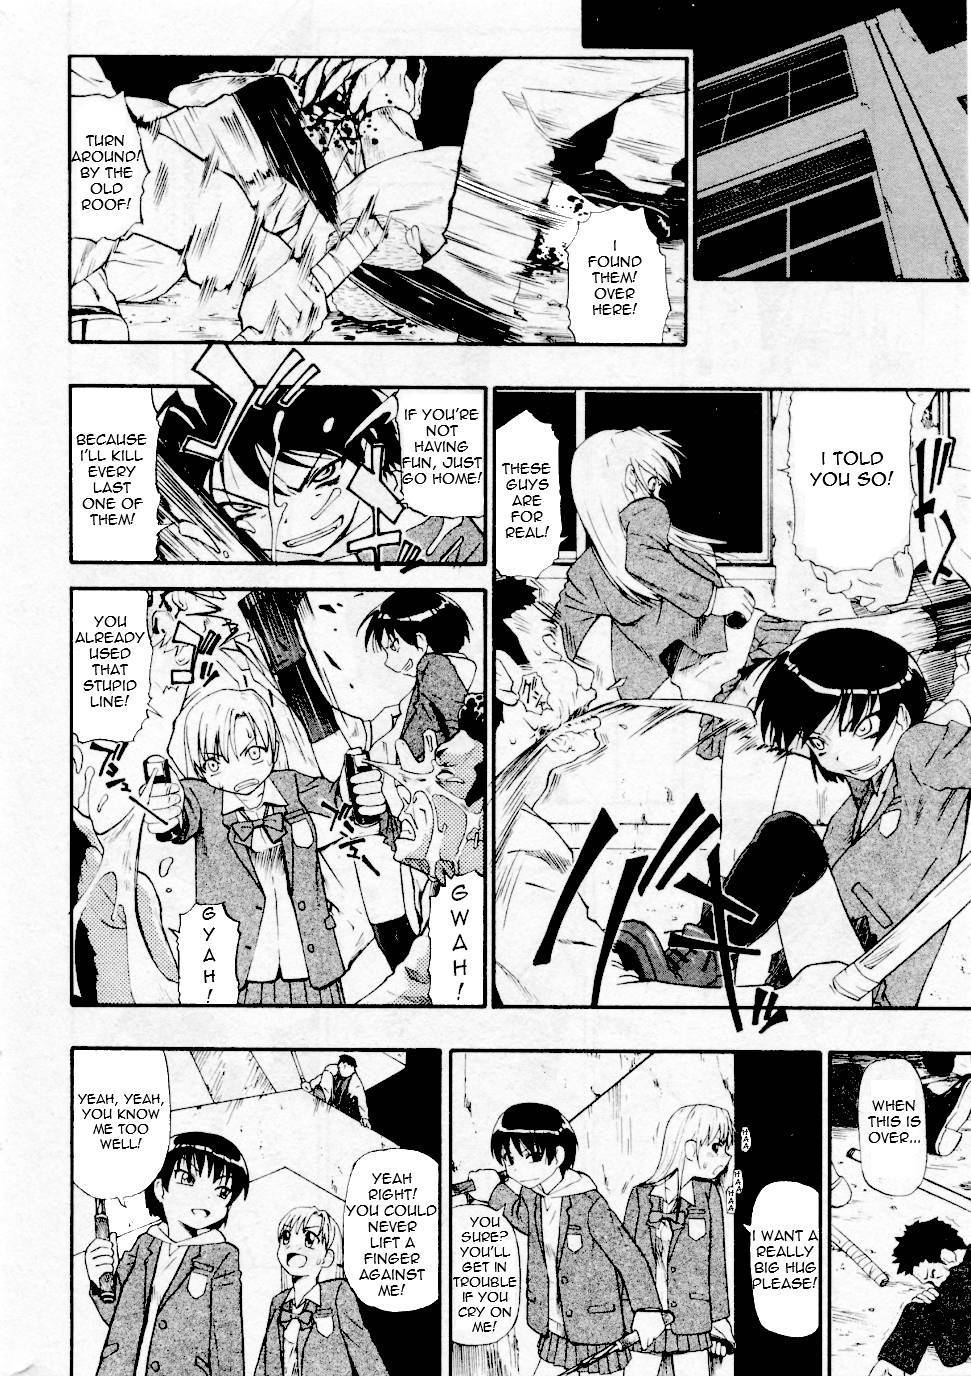 I
FOUND
THEM!
OVER
HERE!
TURN
AROUND!
BY THE
OLD
ROOF!
I TOLD
YOU SO!
THESE
GUYS
ARE
FOR
REAL!
IF YOU'RE
NOT
HAVING
FUN, JUST
GO HOME!
BECAUSE
I'LL KILL
EVERY
LAST
ONE OF
THEM!
YOU
ALREADY
USED
THAT
STUPID
LINE!
GWAH!
GYAH!
WHEN
THIS IS
OVER...
I WANT A
REALLY
BIG HUG
PLEASE!
HAA
HAA
HAA
YOU
SURE?
YOU'LL
GET IN
TROUBLE
IF YOU
CRY ON
ME!
YEAH
RIGHT!
YOU COULD
NEVER
LIFT A
FINGER
AGAINST
ME!
YEAH, YEAH,
YOU KNOW
ME TOO
WELL!